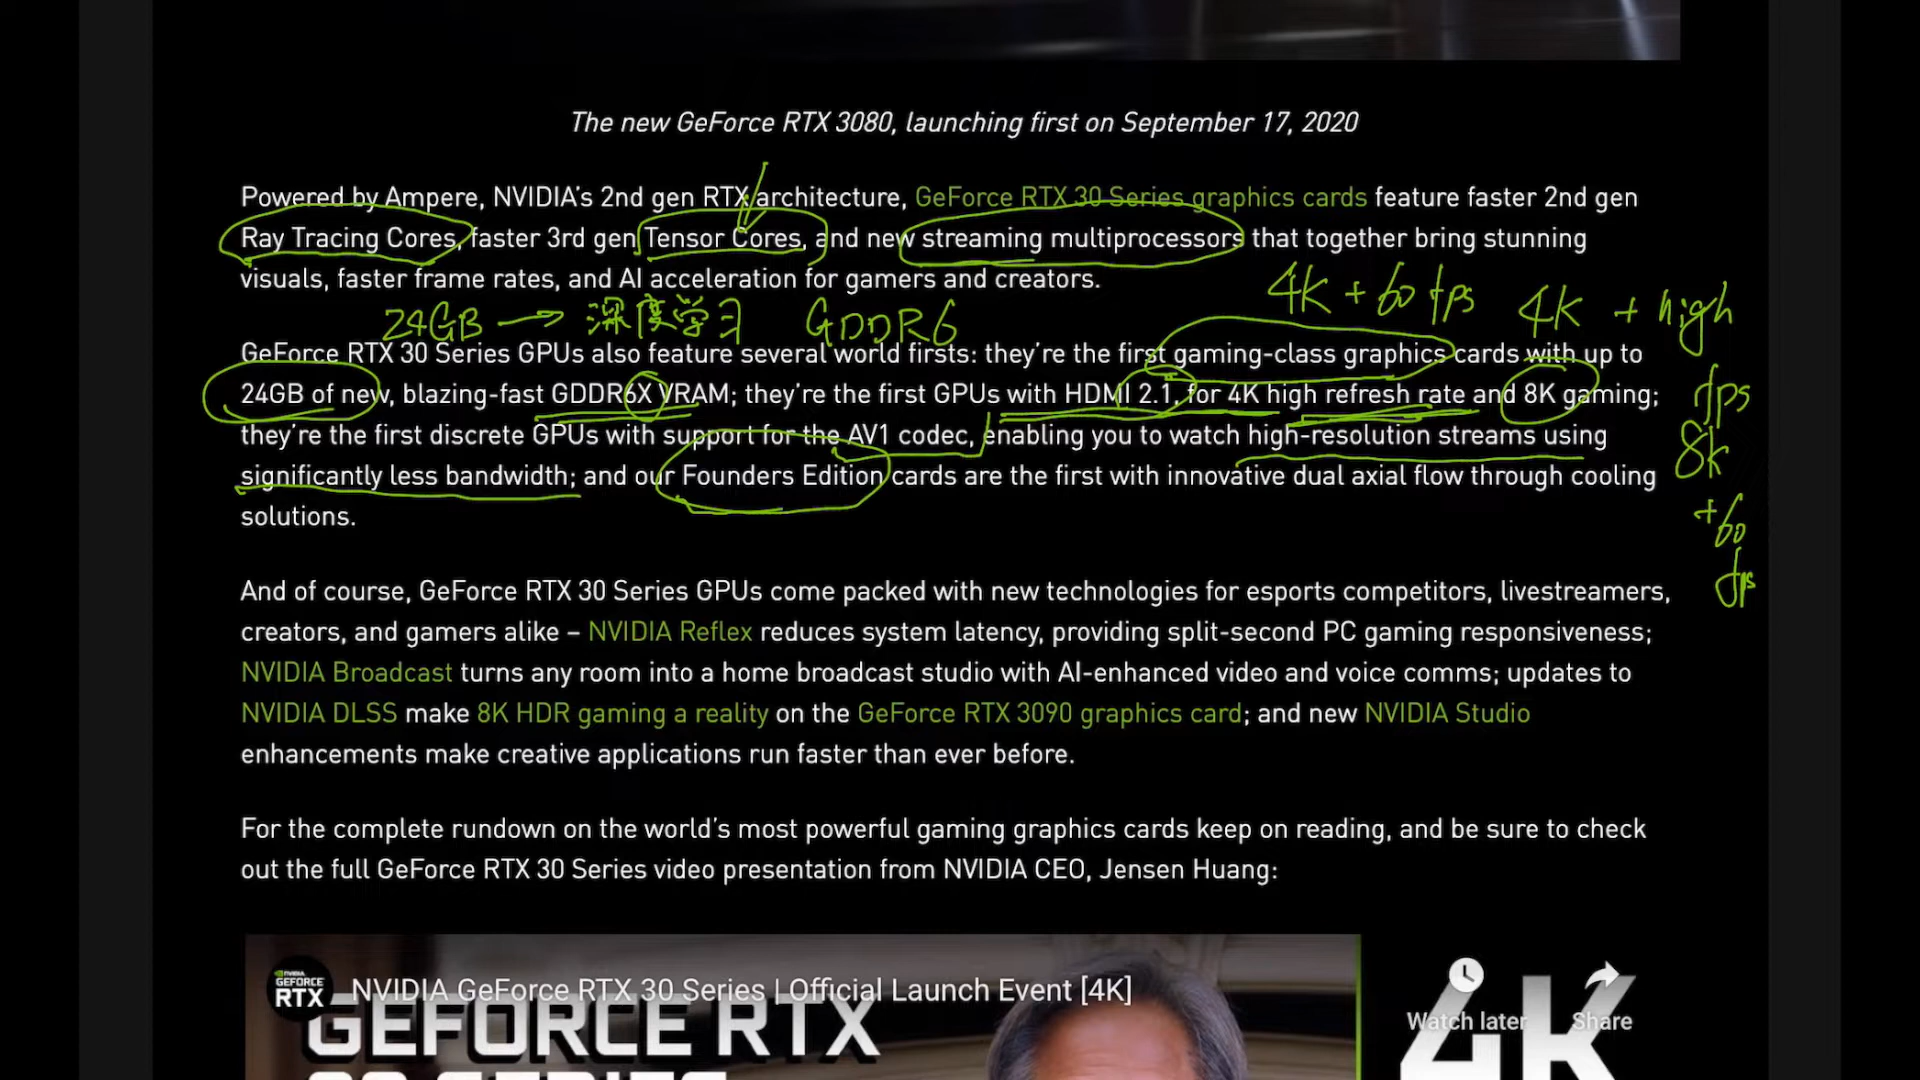 The new GeForce RTX 3080, launching first on September 17, 2020
Powered by Ampere, NVIDIA's 2nd gen RTX architecture, GeForce RTX 30 Series graphics cards feature faster 2nd gen
Ray Tracing Cores, faster 3rd gen Tensor Cores, and new streaming multiprocessors that together bring stunning
visuals, faster frame rates, and AI acceleration for gamers and creators.
4K + 60 fps
4K + high
fps
8k
+60
fps
24GB → 深度学习 GDDR6
GeForce RTX 30 Series GPUs also feature several world firsts: they're the first gaming-class graphics cards with up to
24GB of new, blazing-fast GDDR6X VRAM; they're the first GPUs with HDMI 2.1, for 4K high refresh rate and 8K gaming;
they're the first discrete GPUs with support for the AV1 codec, enabling you to watch high-resolution streams using
significantly less bandwidth; and our Founders Edition cards are the first with innovative dual axial flow through cooling
solutions.
And of course, GeForce RTX 30 Series GPUs come packed with new technologies for esports competitors, livestreamers,
creators, and gamers alike – NVIDIA Reflex reduces system latency, providing split-second PC gaming responsiveness;
NVIDIA Broadcast turns any room into a home broadcast studio with AI-enhanced video and voice comms; updates to
NVIDIA DLSS make 8K HDR gaming a reality on the GeForce RTX 3090 graphics card; and new NVIDIA Studio
enhancements make creative applications run faster than ever before.
For the complete rundown on the world's most powerful gaming graphics cards keep on reading, and be sure to check
out the full GeForce RTX 30 Series video presentation from NVIDIA CEO, Jensen Huang:
NVIDIA
GEFORCE
RTX
NVIDIA GeForce RTX 30 Series | Official Launch Event [4K]
Watch later
Share
GEFORCE RTX
4K